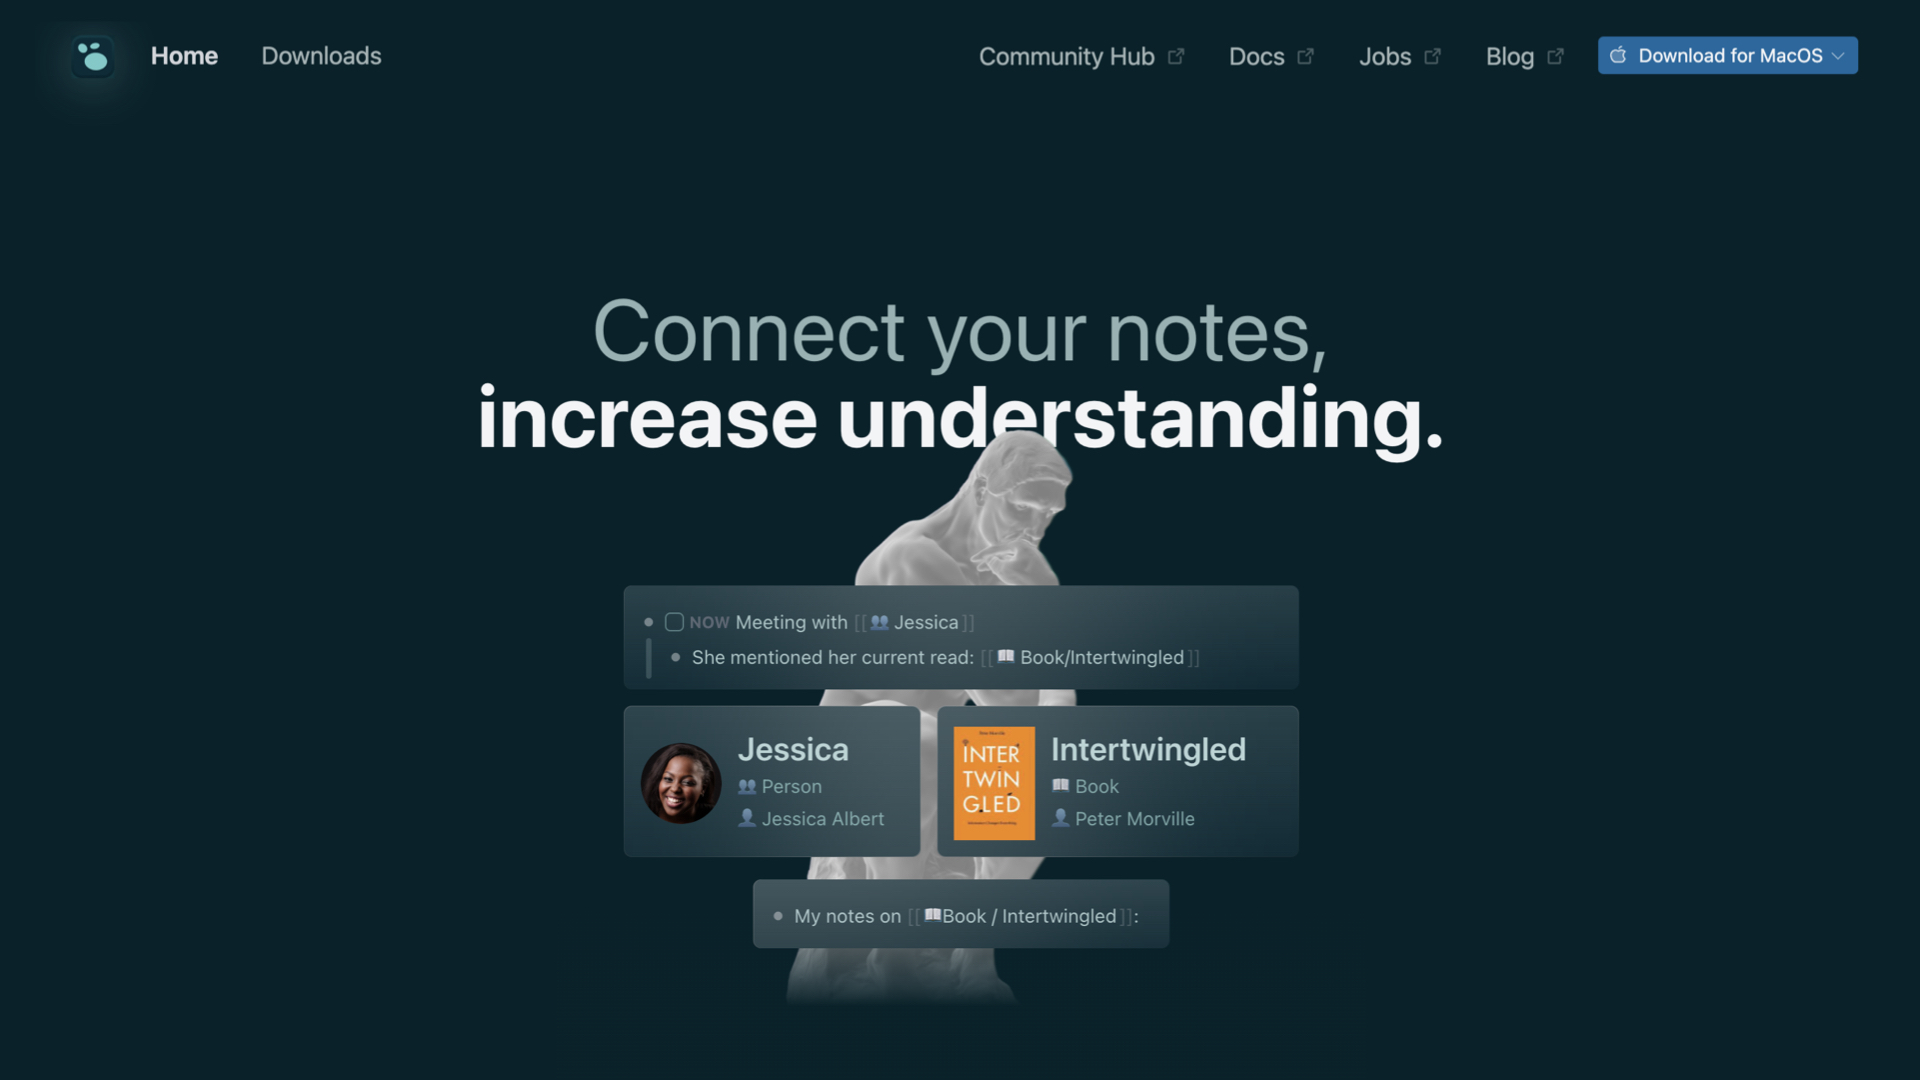 Home Downloads Community Hub Docs Jobs Blog Download for MacOS
Connect your notes,
increase understanding.
NOW Meeting with [[👥 Jessica]]
She mentioned her current read: [[📖 Book/Intertwingled]]
Jessica
👥 Person
👤 Jessica Albert
INTER
TWIN
GLED
Intertwingled
📖 Book
👤 Peter Morville
My notes on [[📖Book / Intertwingled]]: